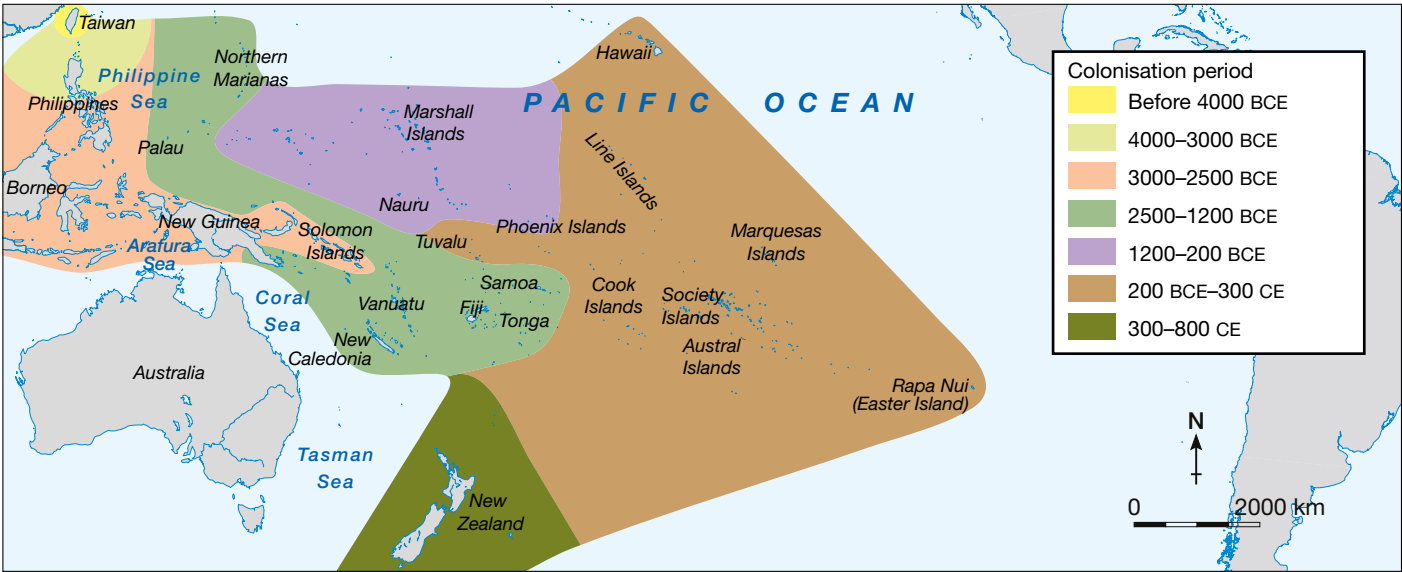 Taiwan
Philippine
Sea
Philippines
Northern
Marianas
Palau
Borneo
Marshall
Islands
Nauru
New Guinea
Arafura
Sea
Solomon
Islands
Tuvalu
Phoenix Islands
Hawaii
PACIFIC OCEAN
Line Islands
Marquesas
Islands
Samoa
Fiji
Tonga
Vanuatu
New
Caledonia
Coral
Sea
Cook
Islands
Society
Islands
Austral
Islands
Rapa Nui
(Easter Island)
Australia
Tasman
Sea
New
Zealand
Colonisation period
Before 4000 BCE
4000–3000 BCE
3000–2500 BCE
2500–1200 BCE
1200–200 BCE
200 BCE–300 CE
300–800 CE
N
0 2000 km